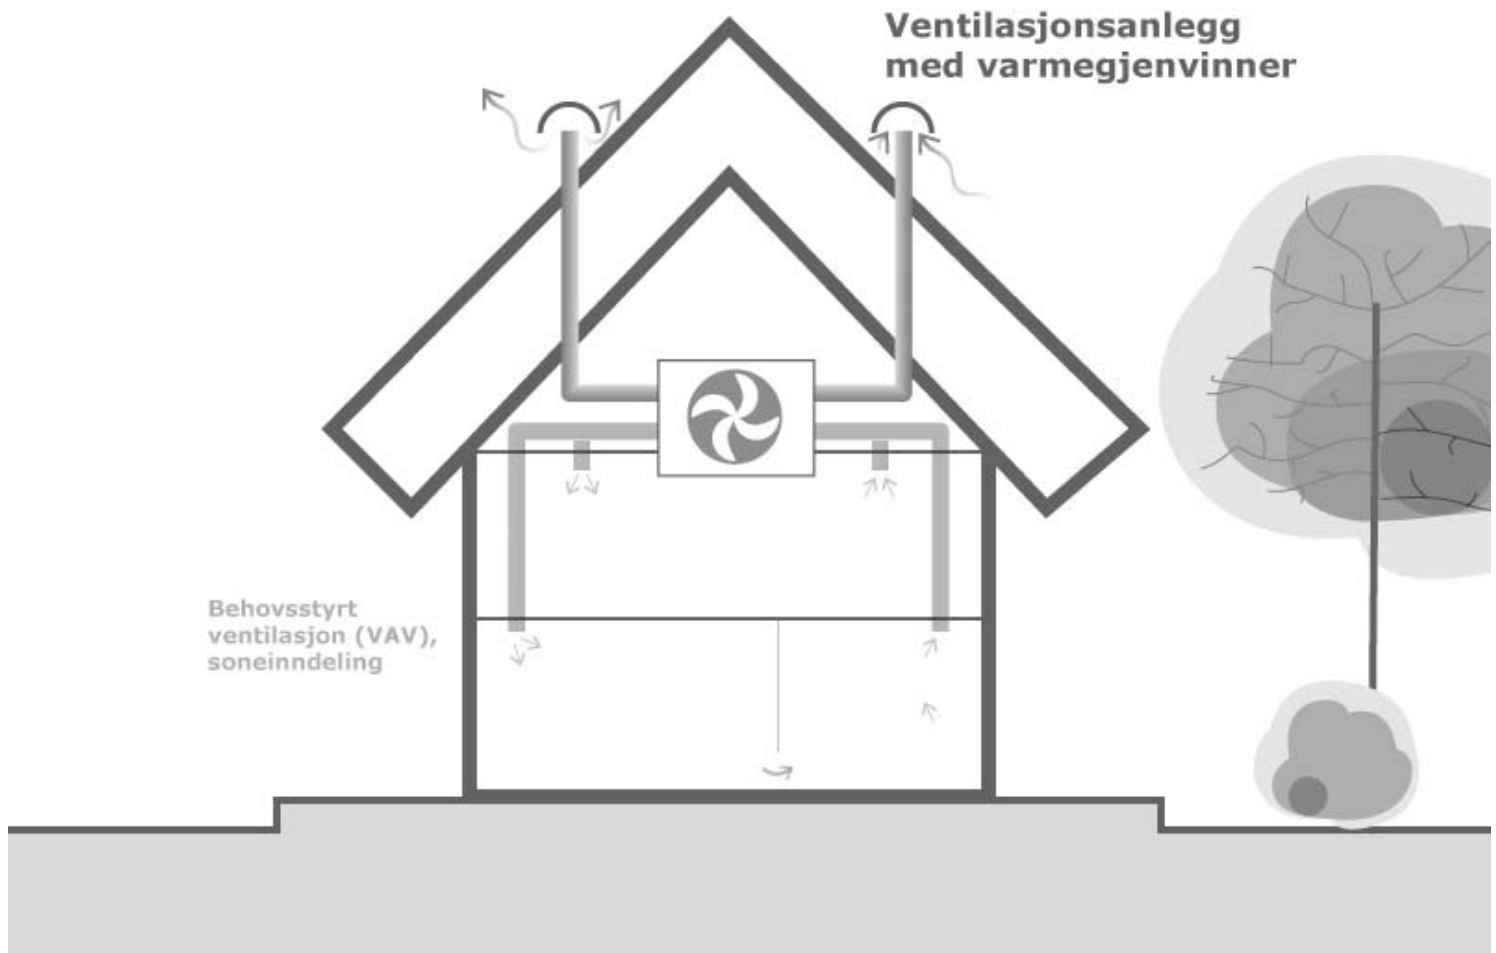 Ventilasjonsanlegg
med varmegjenvinner
Behovsstyrt
ventilasjon (VAV),
soneinndeling